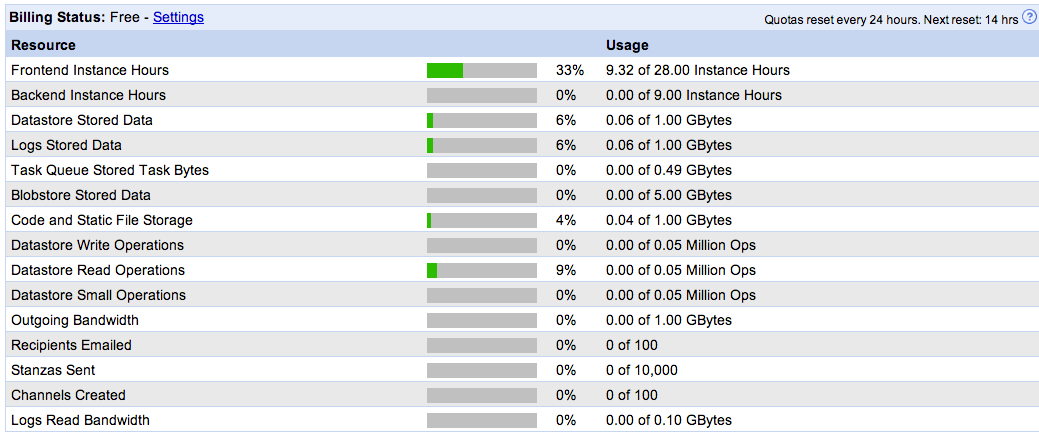 Billing Status: Free - Settings Quotas reset every 24 hours. Next reset: 14 hrs ?
Resource Usage
Frontend Instance Hours 33% 9.32 of 28.00 Instance Hours
Backend Instance Hours 0% 0.00 of 9.00 Instance Hours
Datastore Stored Data 6% 0.06 of 1.00 GBytes
Logs Stored Data 6% 0.06 of 1.00 GBytes
Task Queue Stored Task Bytes 0% 0.00 of 0.49 GBytes
Blobstore Stored Data 0% 0.00 of 5.00 GBytes
Code and Static File Storage 4% 0.04 of 1.00 GBytes
Datastore Write Operations 0% 0.00 of 0.05 Million Ops
Datastore Read Operations 9% 0.00 of 0.05 Million Ops
Datastore Small Operations 0% 0.00 of 0.05 Million Ops
Outgoing Bandwidth 0% 0.00 of 1.00 GBytes
Recipients Emailed 0% 0 of 100
Stanzas Sent 0% 0 of 10,000
Channels Created 0% 0 of 100
Logs Read Bandwidth 0% 0.00 of 0.10 GBytes